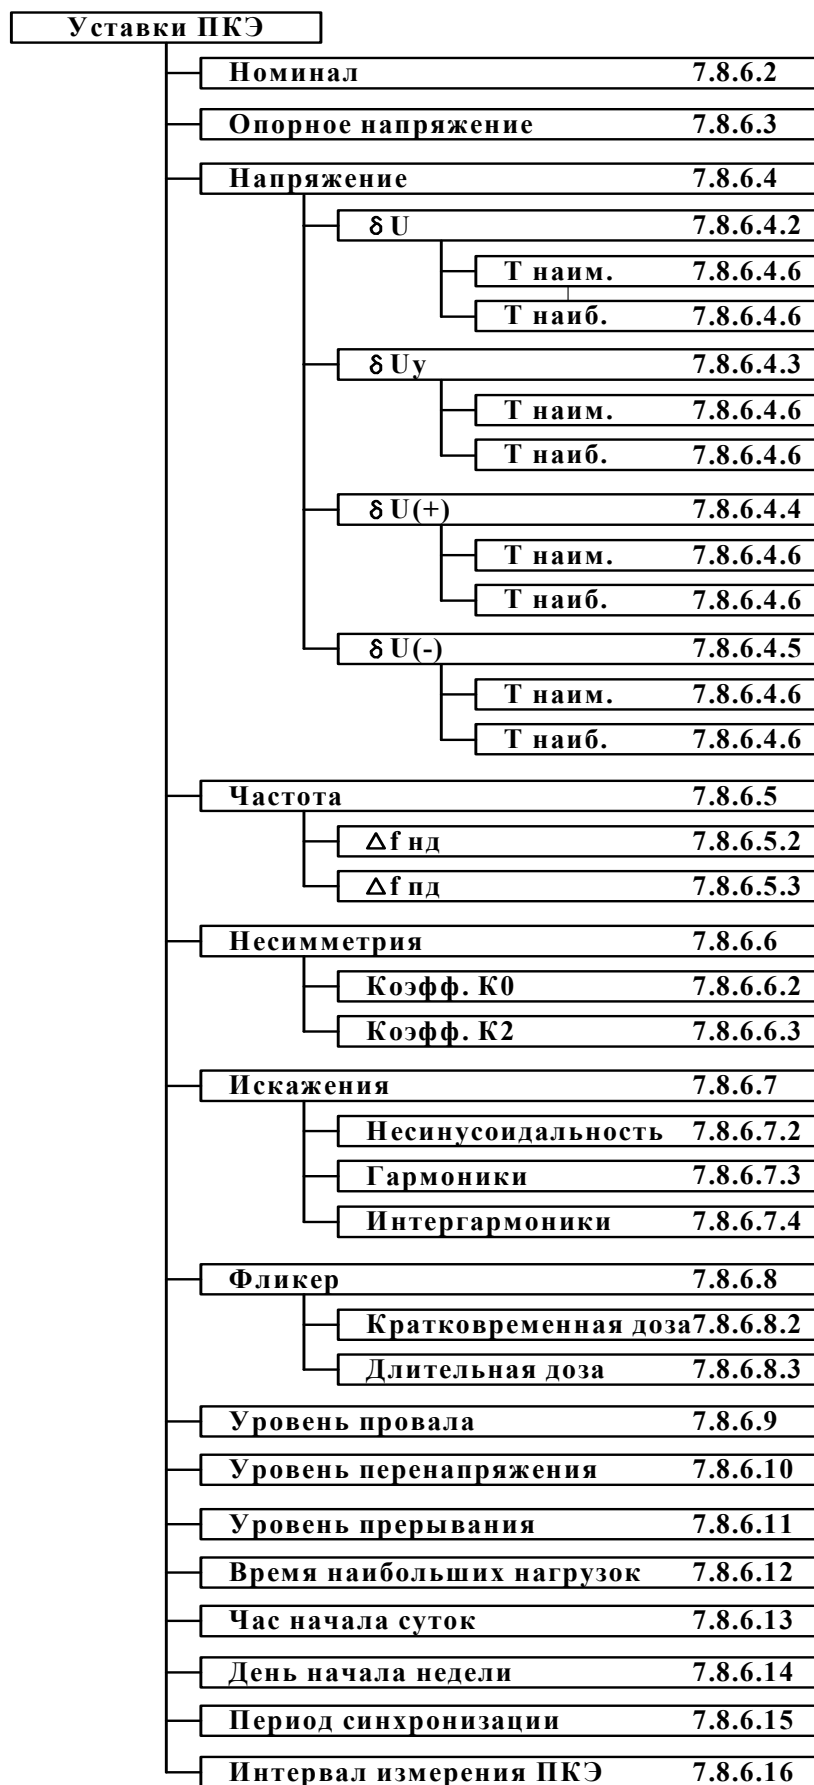 Уставки ПКЭ
Номинал 7.8.6.2
Опорное напряжение 7.8.6.3
Напряжение 7.8.6.4
δ U 7.8.6.4.2
Т наим. 7.8.6.4.6
Т наиб. 7.8.6.4.6
δ Uy 7.8.6.4.3
Т наим. 7.8.6.4.6
Т наиб. 7.8.6.4.6
δ U(+) 7.8.6.4.4
Т наим. 7.8.6.4.6
Т наиб. 7.8.6.4.6
δ U(-) 7.8.6.4.5
Т наим. 7.8.6.4.6
Т наиб. 7.8.6.4.6
Частота 7.8.6.5
Δf нд 7.8.6.5.2
Δf пд 7.8.6.5.3
Несимметрия 7.8.6.6
Коэфф. К0 7.8.6.6.2
Коэфф. К2 7.8.6.6.3
Искажения 7.8.6.7
Несинусоидальность 7.8.6.7.2
Гармоники 7.8.6.7.3
Интергармоники 7.8.6.7.4
Фликер 7.8.6.8
Кратковременная доза 7.8.6.8.2
Длительная доза 7.8.6.8.3
Уровень провала 7.8.6.9
Уровень перенапряжения 7.8.6.10
Уровень прерывания 7.8.6.11
Время наибольших нагрузок 7.8.6.12
Час начала суток 7.8.6.13
День начала недели 7.8.6.14
Период синхронизации 7.8.6.15
Интервал измерения ПКЭ 7.8.6.16